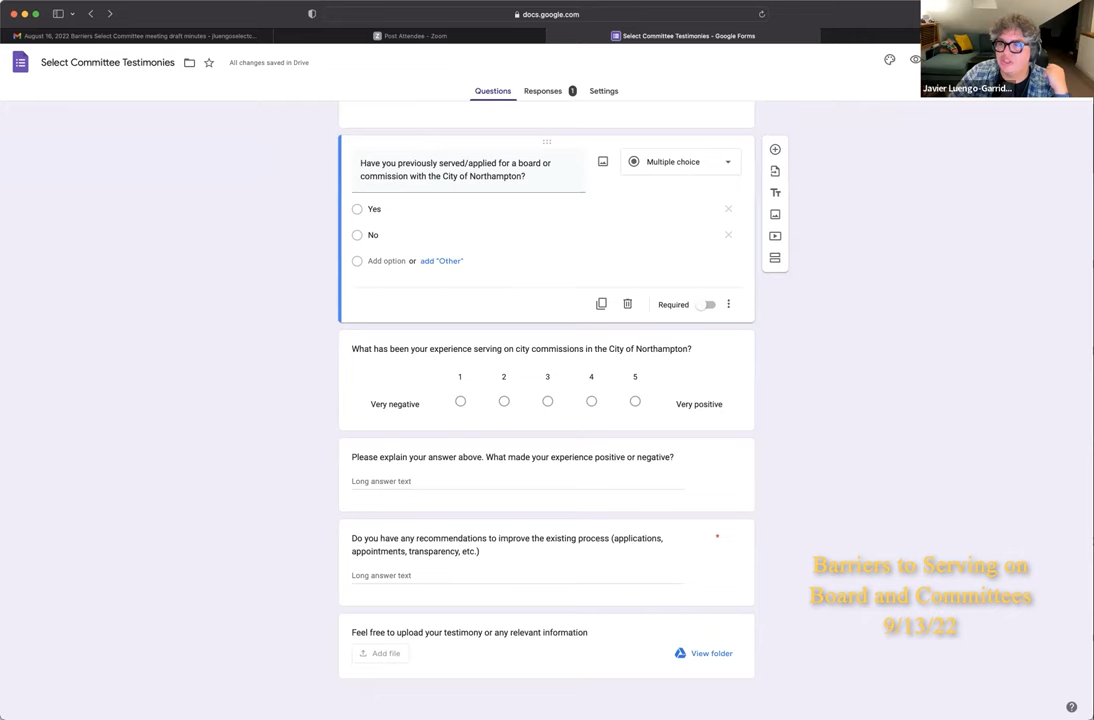 docs.google.com
August 16, 2022 Barriers Select Committee meeting draft minutes - jluengoselecto...
Post Attendee - Zoom
Select Committee Testimonies - Google Forms
Select Committee Testimonies
All changes saved in Drive
Javier Luengo-Garrid...
Questions
Responses 1
Settings
Have you previously served/applied for a board or
commission with the City of Northampton?
Multiple choice
Yes
No
Add option or add "Other"
Required
What has been your experience serving on city commissions in the City of Northampton?
1 2 3 4 5
Very negative
Very positive
Please explain your answer above. What made your experience positive or negative?
Long answer text
Do you have any recommendations to improve the existing process (applications, *
appointments, transparency, etc.)
Long answer text
Feel free to upload your testimony or any relevant information
Add file
View folder
Barriers to Serving on
Board and Committees
9/13/22